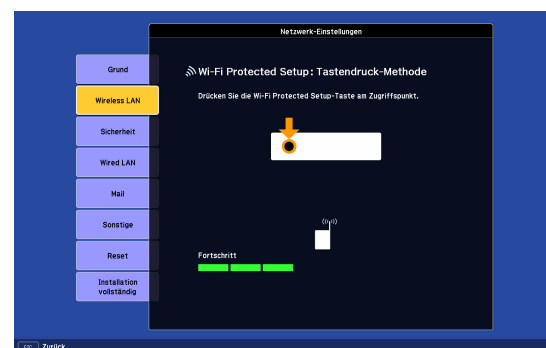 Netzwerk-Einstellungen
Grund
Wireless LAN
Sicherheit
Wired LAN
Mail
Sonstige
Reset
Installation
vollständig
Wi-Fi Protected Setup: Tastendruck-Methode
Drücken Sie die Wi-Fi Protected Setup-Taste am Zugriffspunkt.
Fortschritt
ESC Zurück